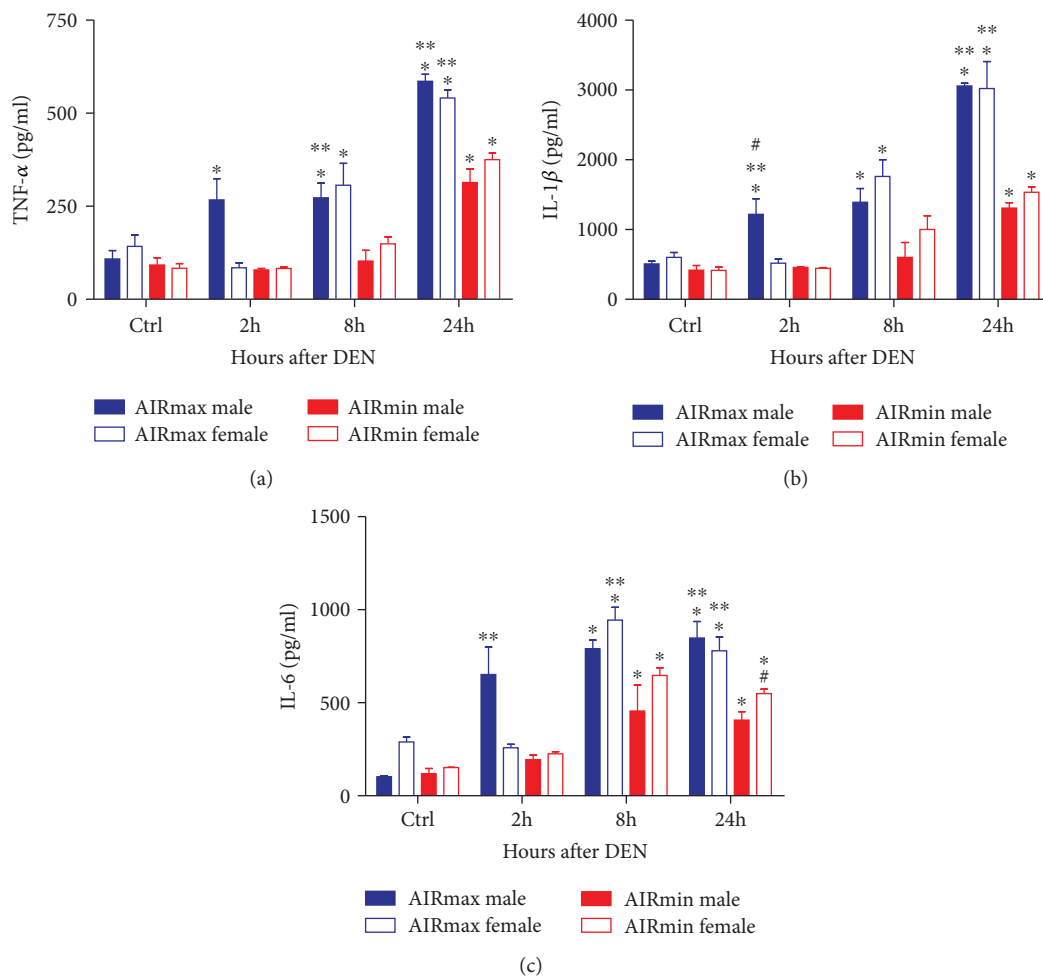 TNF-α (pg/ml)
750
500
250
0
** * ** *
* ** * * * *
Ctrl 2h 8h 24h
Hours after DEN
AIRmax male AIRmin male
AIRmax female AIRmin female
(a)
IL-1β (pg/ml)
4000
3000
2000
1000
0
** * ** *
# ** * * * * *
Ctrl 2h 8h 24h
Hours after DEN
AIRmax male AIRmin male
AIRmax female AIRmin female
(b)
IL-6 (pg/ml)
1500
1000
500
0
** * ** * ** *
** * * * * * #
Ctrl 2h 8h 24h
Hours after DEN
AIRmax male AIRmin male
AIRmax female AIRmin female
(c)